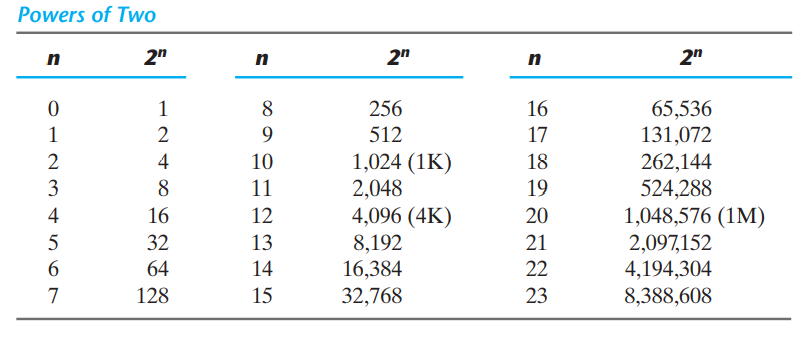 Powers of Two
n 2ⁿ n 2ⁿ n 2ⁿ
0 1 8 256 16 65,536
1 2 9 512 17 131,072
2 4 10 1,024 (1K) 18 262,144
3 8 11 2,048 19 524,288
4 16 12 4,096 (4K) 20 1,048,576 (1M)
5 32 13 8,192 21 2,097,152
6 64 14 16,384 22 4,194,304
7 128 15 32,768 23 8,388,608